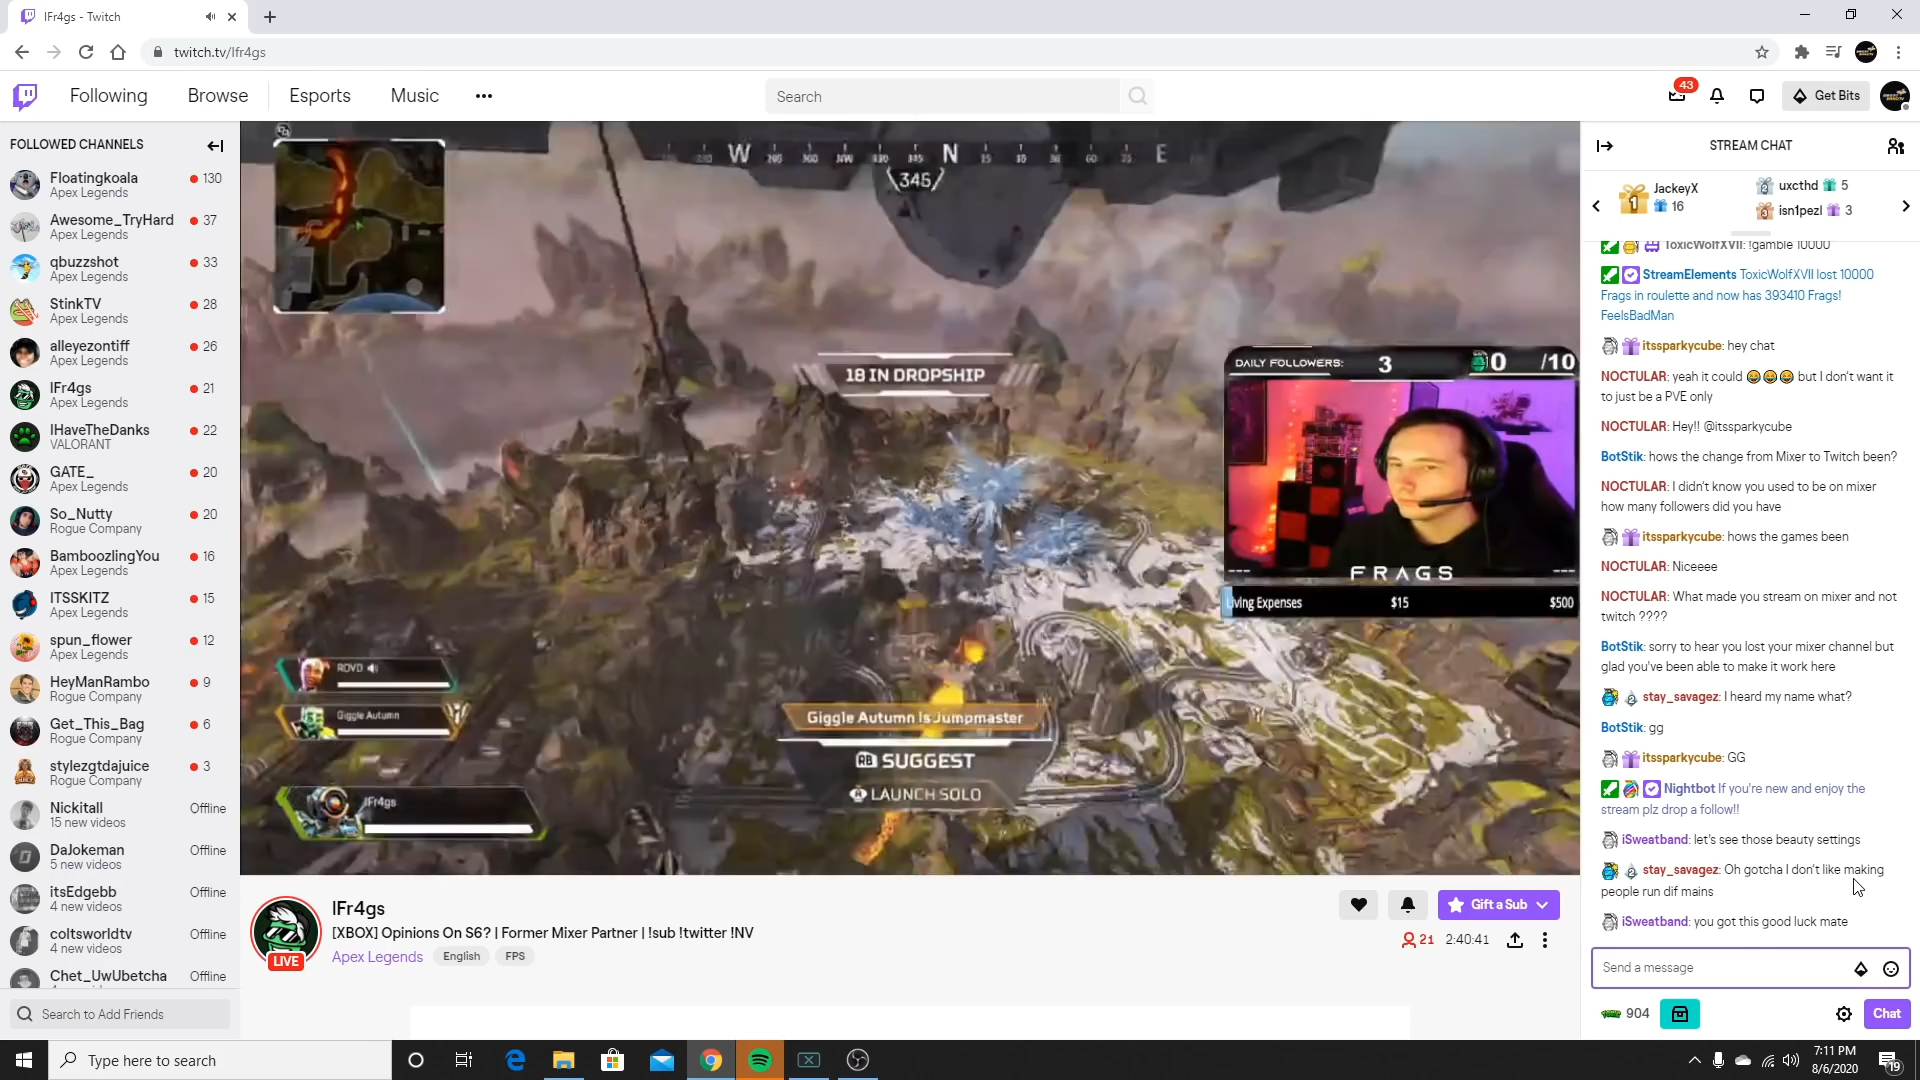 IFr4gs - Twitch
twitch.tv/lfr4gs
Following
Browse
Esports
Music
Search
43
Get Bits
FOLLOWED CHANNELS
Floatingkoala
130
Apex Legends
Awesome_TryHard
37
Apex Legends
qbuzzshot
33
Apex Legends
StinkTV
28
Apex Legends
alleyezontiff
26
Apex Legends
IFr4gs
21
Apex Legends
IHaveTheDanks
22
VALORANT
GATE_
20
Apex Legends
So_Nutty
20
Rogue Company
BamboozlingYou
16
Apex Legends
ITSSKITZ
15
Apex Legends
spun_flower
12
Apex Legends
HeyManRambo
9
Rogue Company
Get_This_Bag
6
Rogue Company
stylezgtdajuice
3
Rogue Company
Nickitall
Offline
15 new videos
DaJokeman
Offline
5 new videos
itsEdgebb
Offline
4 new videos
coltsworldtv
Offline
4 new videos
Chet_UwUbetcha
Offline
Search to Add Friends
W
N
E
345
18 IN DROPSHIP
DAILY FOLLOWERS:
3
0 /10
FRAGS
Living Expenses
$15
$500
RDVD
Giggle Autumn
IFr4gs
Giggle Autumn is Jumpmaster
RB SUGGEST
LAUNCH SOLO
LIVE
IFr4gs
[XBOX] Opinions On S6? | Former Mixer Partner | !sub !twitter !NV
Apex Legends
English
FPS
Gift a Sub
21
2:40:41
STREAM CHAT
1
JackeyX
16
2
uxcthd
5
3
isn1pezl
3
ToxicWolfXVII: !gamble 10000
StreamElements ToxicWolfXVII lost 10000
Frags in roulette and now has 393410 Frags!
FeelsBadMan
itssparkycube: hey chat
NOCTULAR: yeah it could 😂😂😂 but I don't want it
to just be a PVE only
NOCTULAR: Hey!! @itssparkycube
BotStik: hows the change from Mixer to Twitch been?
NOCTULAR: I didn't know you used to be on mixer
how many followers did you have
itssparkycube: hows the games been
NOCTULAR: Niceeee
NOCTULAR: What made you stream on mixer and not
twitch ????
BotStik: sorry to hear you lost your mixer channel but
glad you've been able to make it work here
stay_savagez: I heard my name what?
BotStik: gg
itssparkycube: GG
Nightbot If you're new and enjoy the
stream plz drop a follow!!
iSweatband: let's see those beauty settings
stay_savagez: Oh gotcha I don't like making
people run dif mains
iSweatband: you got this good luck mate
Send a message
904
Chat
Type here to search
7:11 PM
8/6/2020
19